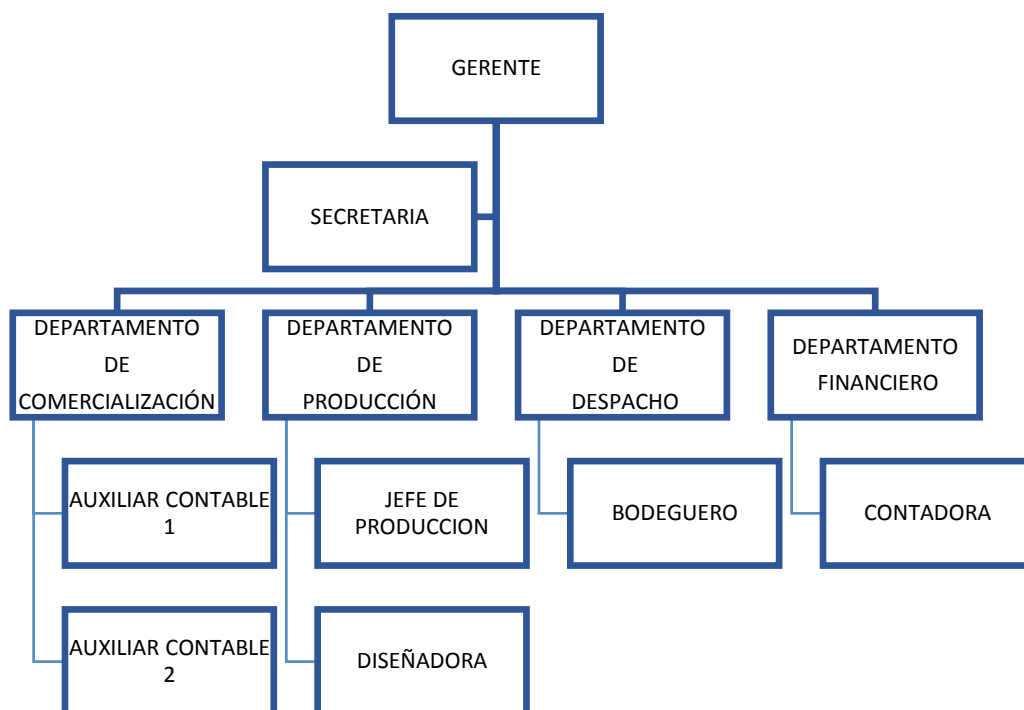 GERENTE
SECRETARIA
DEPARTAMENTO
DE
COMERCIALIZACIÓN
DEPARTAMENTO
DE
PRODUCCIÓN
DEPARTAMENTO
DE
DESPACHO
DEPARTAMENTO
FINANCIERO
AUXILIAR CONTABLE
1
JEFE DE
PRODUCCION
BODEGUERO
CONTADORA
AUXILIAR CONTABLE
2
DISEÑADORA